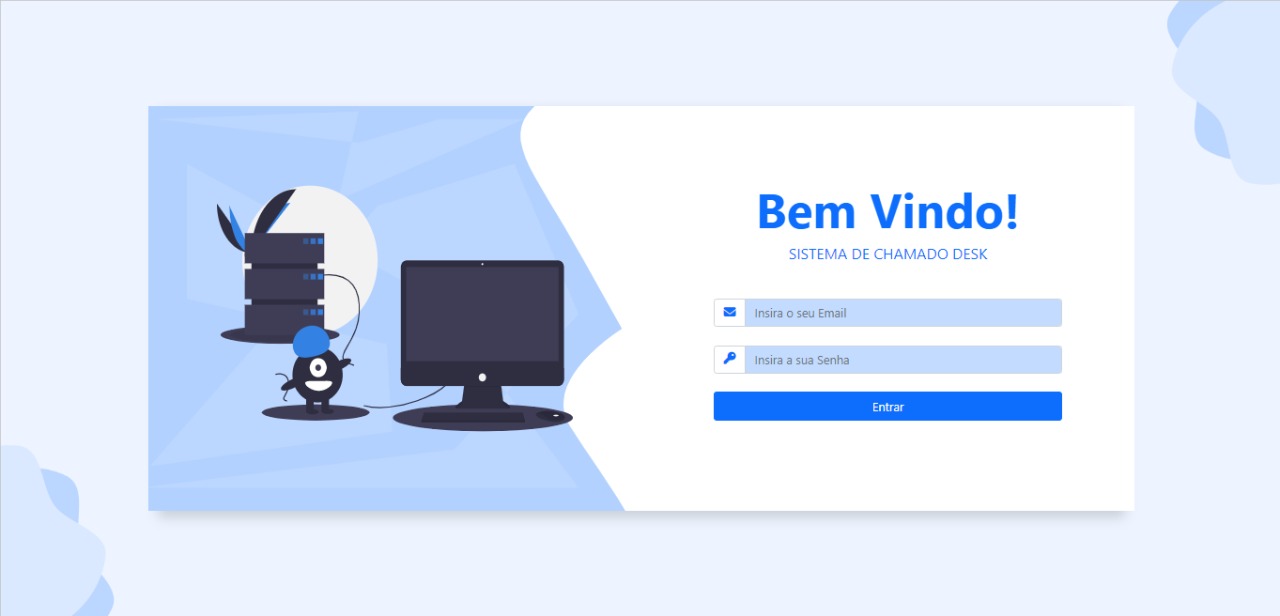 Bem Vindo!
SISTEMA DE CHAMADO DESK
Insira o seu Email
Insira a sua Senha
Entrar